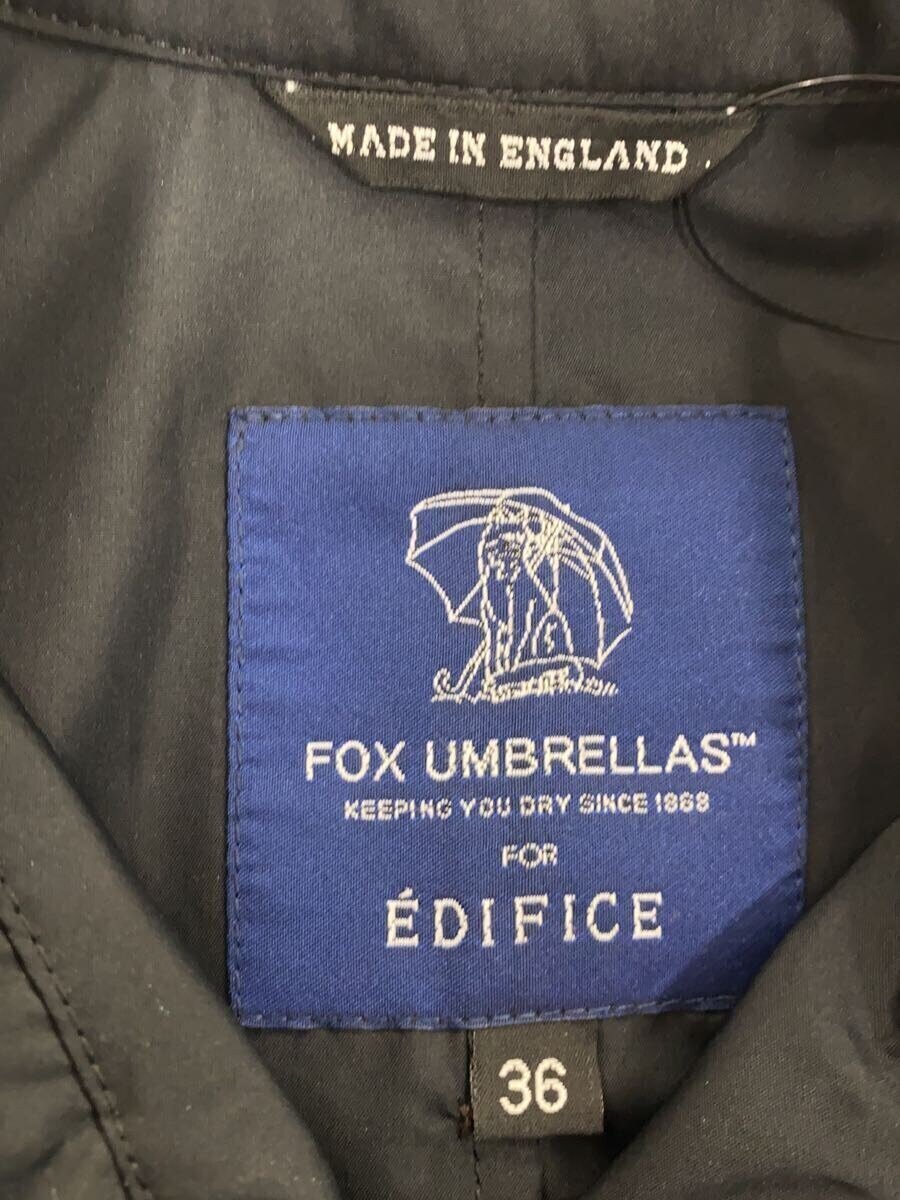 MADE IN ENGLAND
FOX UMBRELLAS™
KEEPING YOU DRY SINCE 1868
FOR
ÉDIFICE
36